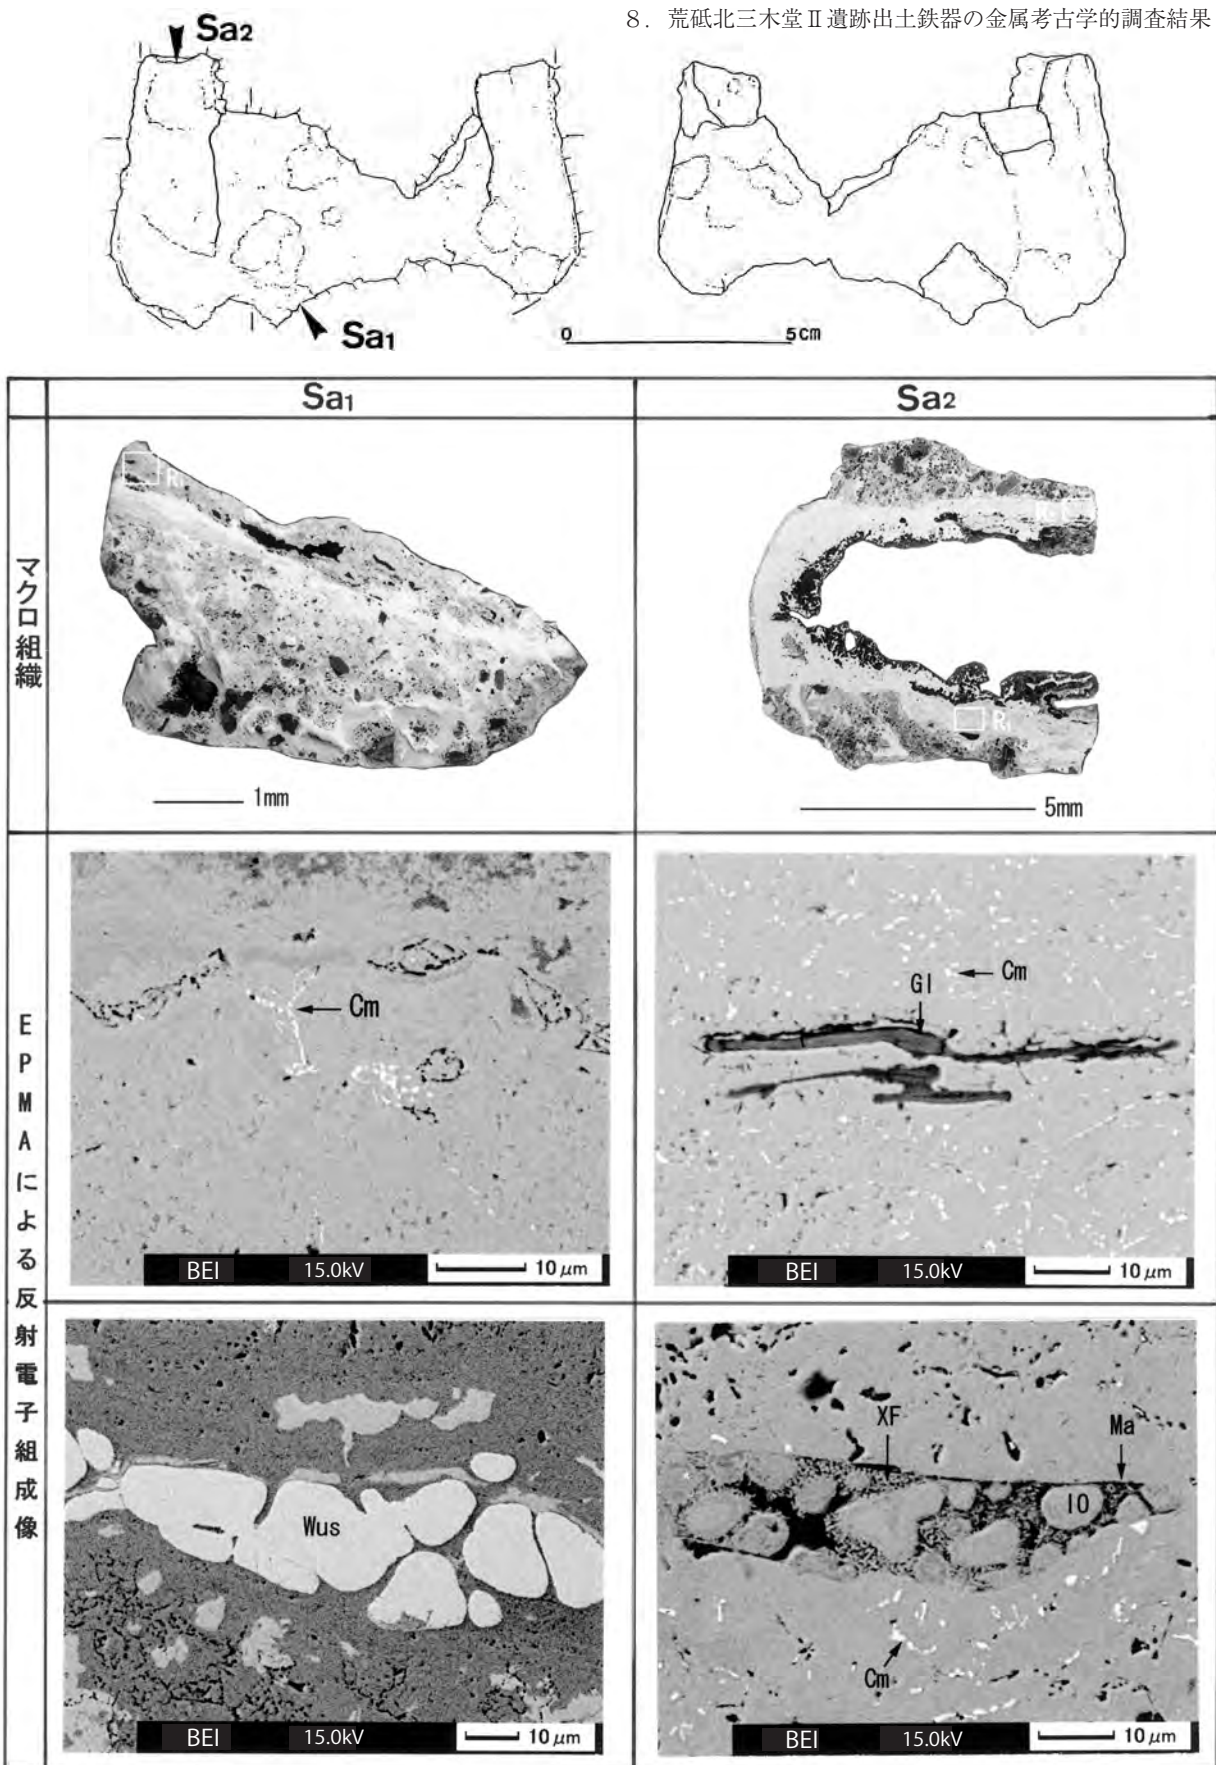 8. 荒砥北三木堂Ⅱ遺跡出土鉄器の金属考古学的調査結果
Sa2
Sa1
0 5cm
Sa1 Sa2
マクロ組織
R1
1mm
R1
5mm
EPMAによる反射電子組成像
Cm
BEI 15.0kV 10μm
Cm
Gl
BEI 15.0kV 10μm
Wus
BEI 15.0kV 10μm
XF
Ma
IO
Cm
BEI 15.0kV 10μm